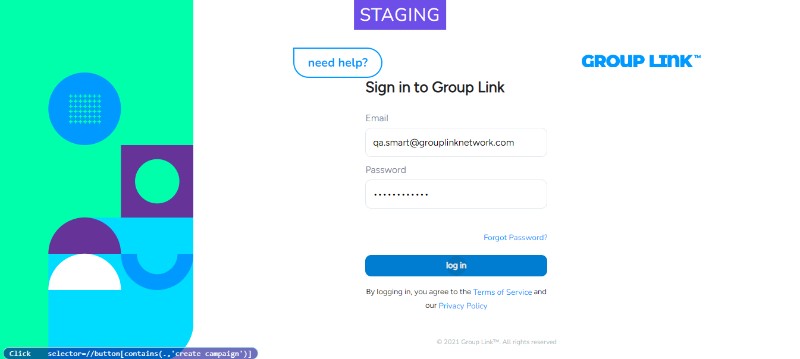 STAGING
need help?
GROUP LINK™
Sign in to Group Link
Email
qa.smart@grouplinknetwork.com
Password
••••••••••••
Forgot Password?
log in
By logging in, you agree to the Terms of Service and
our Privacy Policy
© 2021 Group Link™. All rights reserved
Click selector=//button[contains(.,'create campaign')]